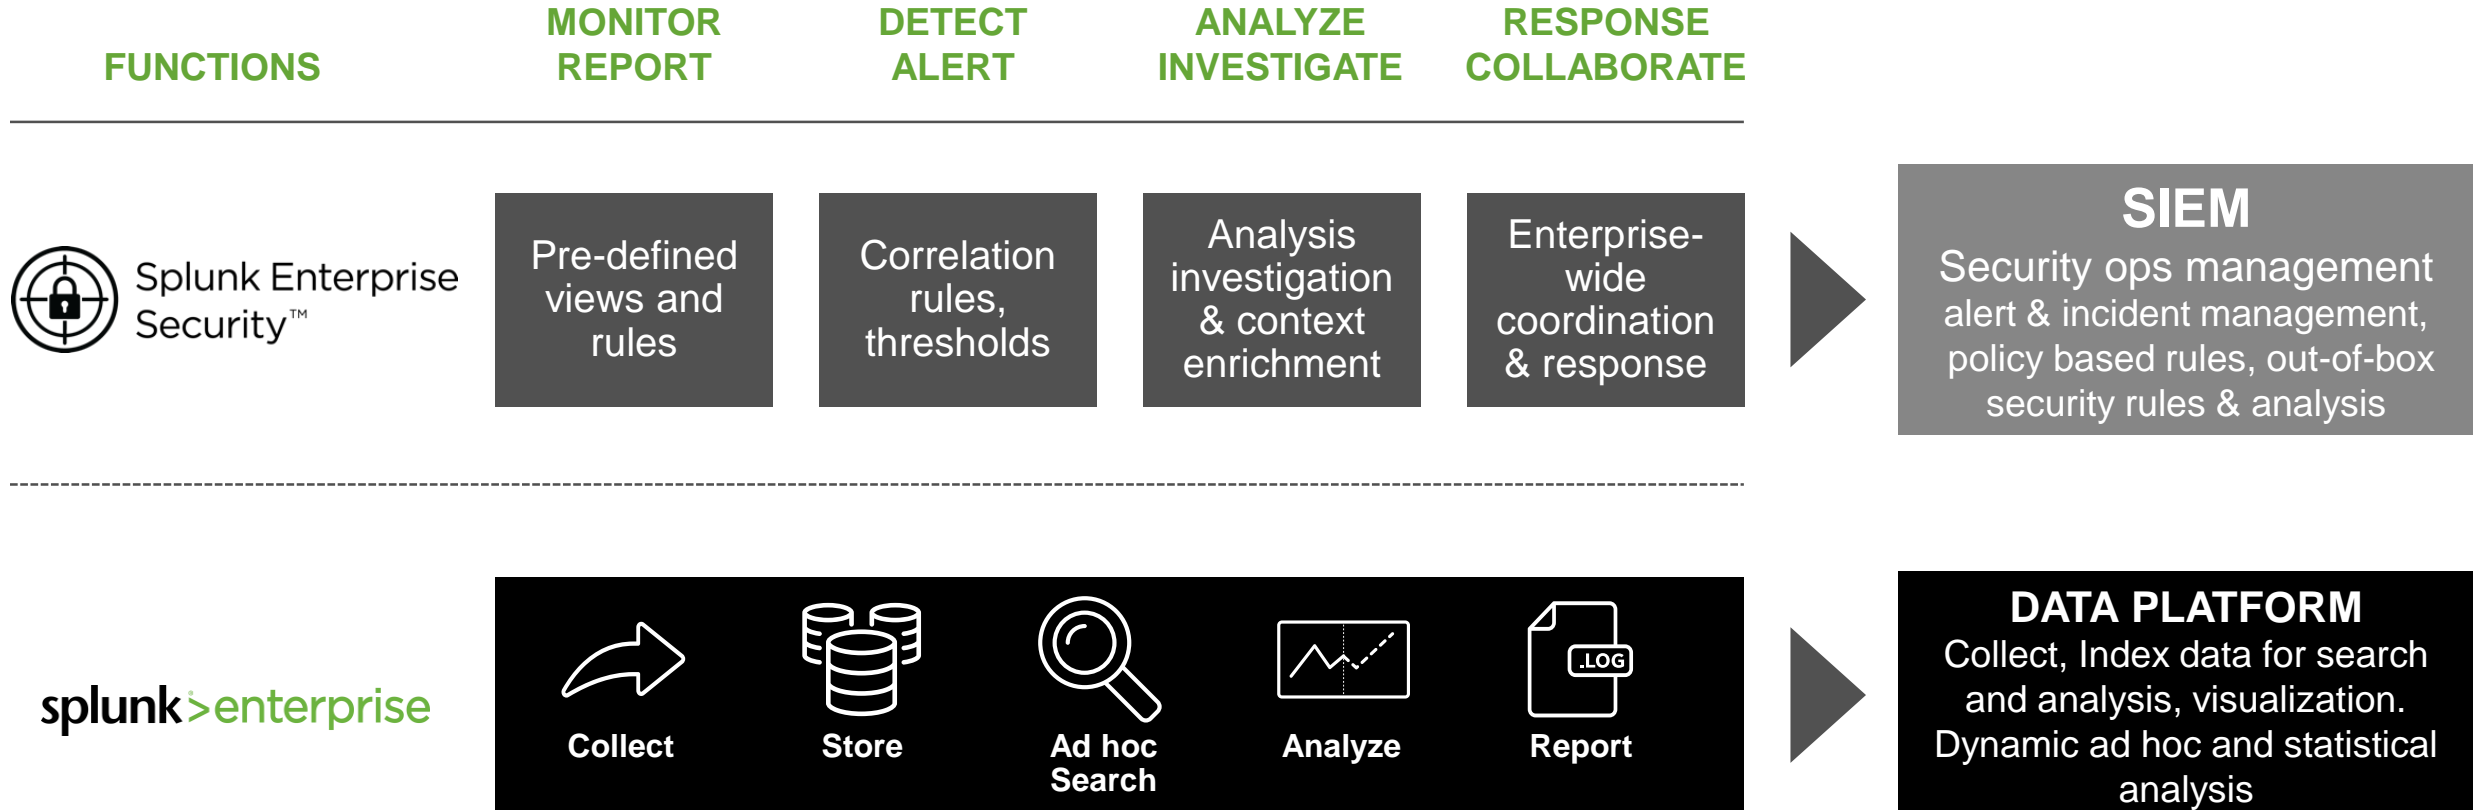 FUNCTIONS
MONITOR
REPORT
DETECT
ALERT
ANALYZE
INVESTIGATE
RESPONSE
COLLABORATE
Splunk Enterprise
Security™
Pre-defined
views and
rules
Correlation
rules,
thresholds
Analysis
investigation
& context
enrichment
Enterprise-
wide
coordination
& response
SIEM
Security ops management
alert & incident management,
policy based rules, out-of-box
security rules & analysis
splunk>enterprise
Collect
Store
Ad hoc
Search
Analyze
.LOG
Report
DATA PLATFORM
Collect, Index data for search
and analysis, visualization.
Dynamic ad hoc and statistical
analysis